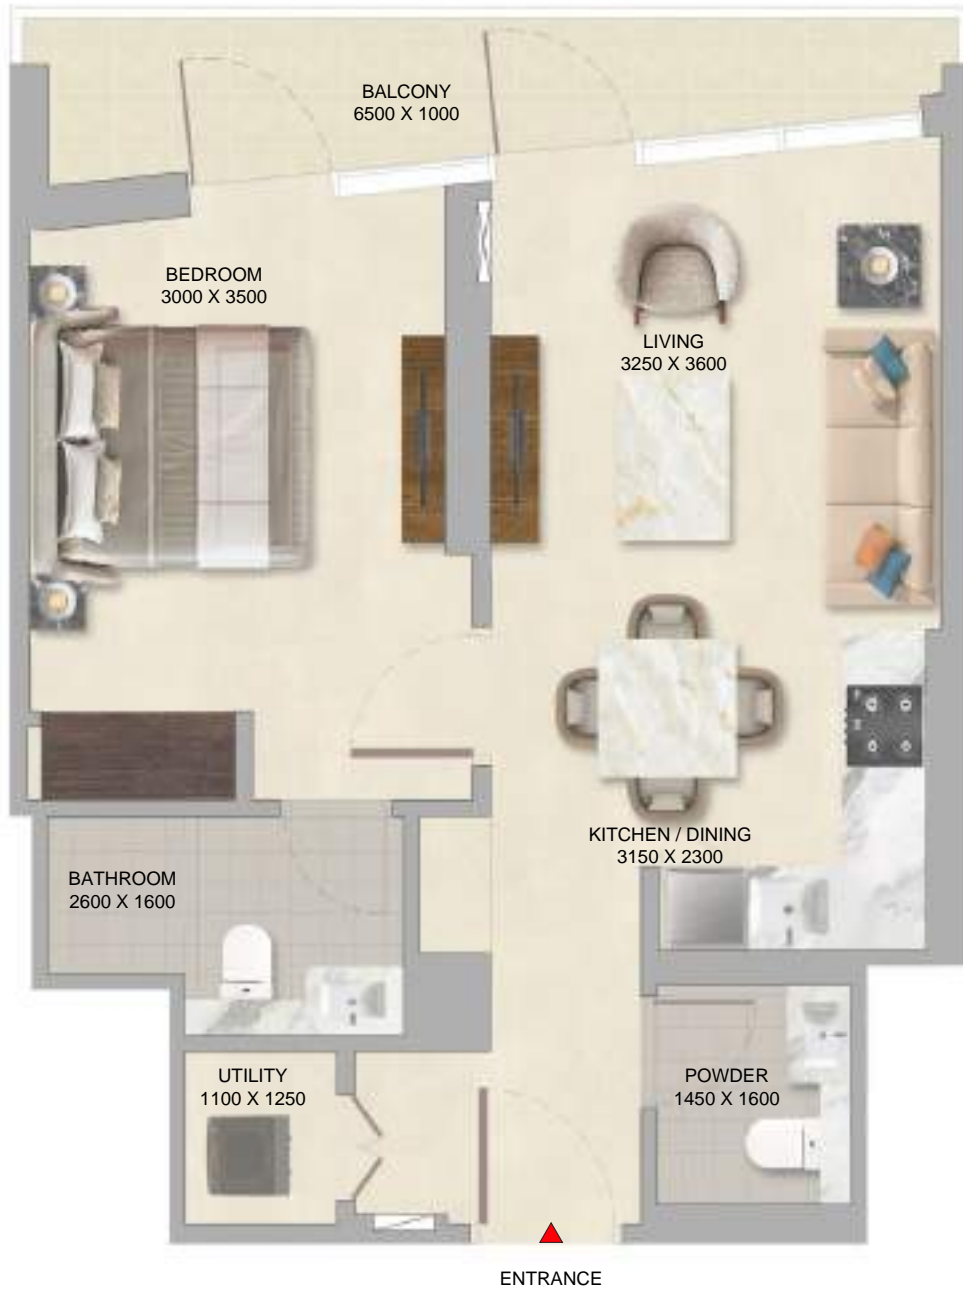 BALCONY
6500 X 1000
BEDROOM
3000 X 3500
LIVING
3250 X 3600
KITCHEN / DINING
3150 X 2300
BATHROOM
2600 X 1600
UTILITY
1100 X 1250
POWDER
1450 X 1600
ENTRANCE